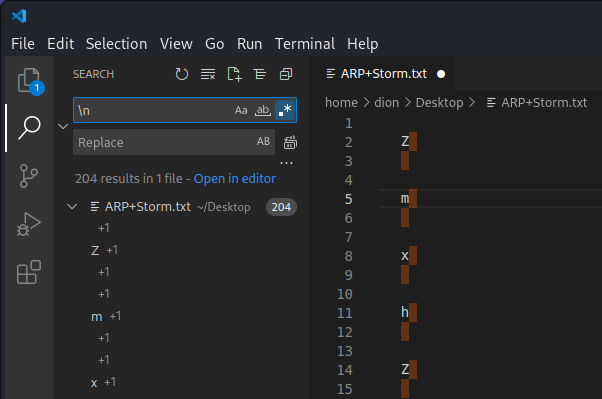 File Edit Selection View Go Run Terminal Help
1
SEARCH
\n
Aa ab .*
Replace AB
...
204 results in 1 file - Open in editor
ARP+Storm.txt ~/Desktop 204
+1
Z +1
+1
+1
m +1
+1
+1
x +1
ARP+Storm.txt
home > dion > Desktop > ARP+Storm.txt
1
2 Z
3
4
5 m
6
7
8 x
9
10
11 h
12
13
14 Z
15